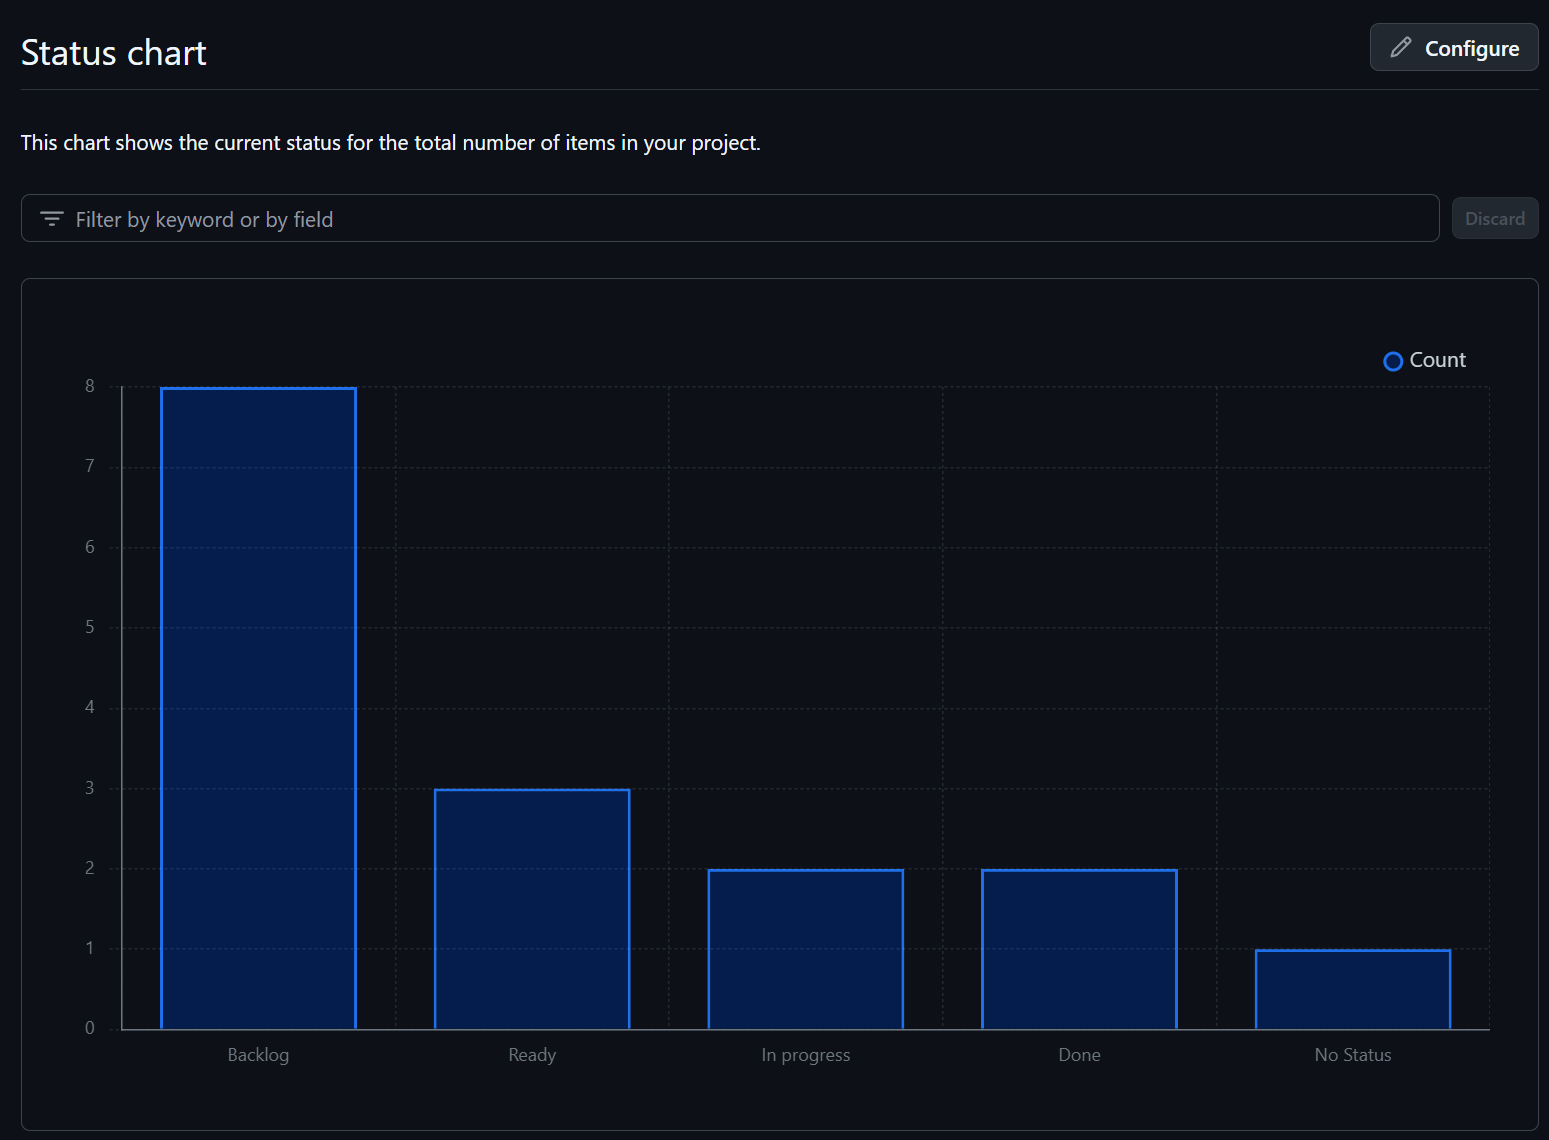 Status chart
Configure
This chart shows the current status for the total number of items in your project.
Filter by keyword or by field
Discard
Count
8
7
6
5
4
3
2
1
0
Backlog
Ready
In progress
Done
No Status